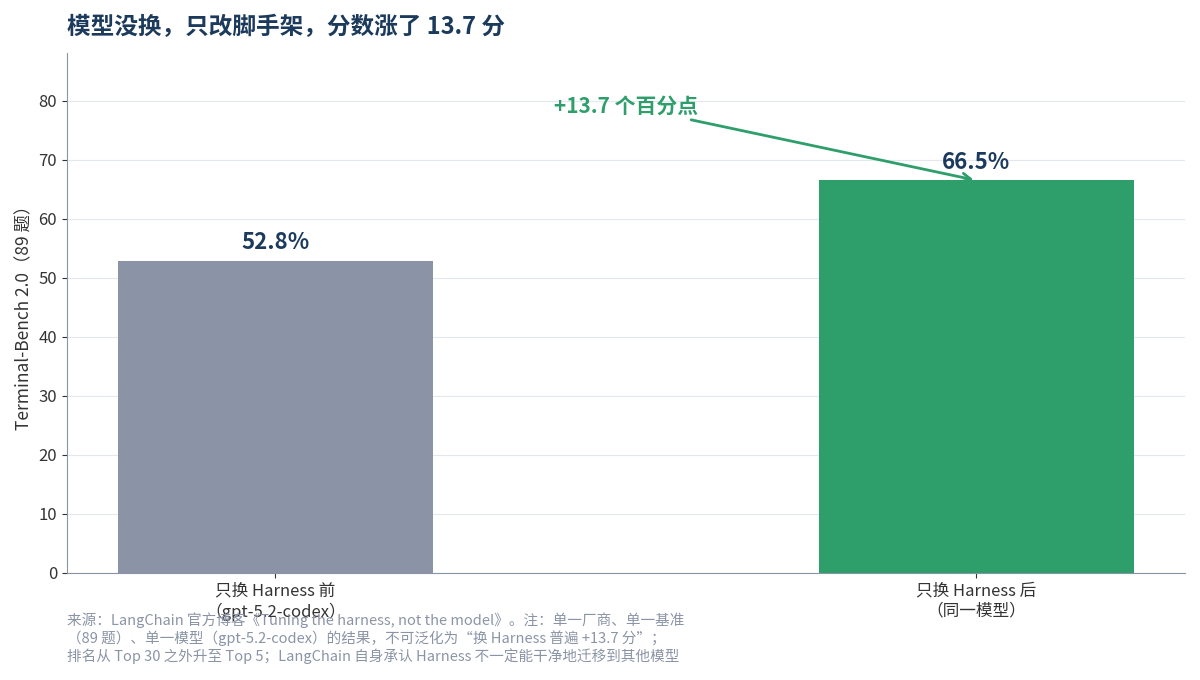 模型没换，只改脚手架，分数涨了 13.7 分
Terminal-Bench 2.0（89 题）
80
70
60
50
40
30
20
10
0
+13.7 个百分点
52.8%
66.5%
只换 Harness 前
（gpt-5.2-codex）
只换 Harness 后
（同一模型）
来源：LangChain 官方博客《Tuning the harness, not the model》。注：单一厂商、单一基准
（89 题）、单一模型（gpt-5.2-codex）的结果，不可泛化为“换 Harness 普遍 +13.7 分”；
排名从 Top 30 之外升至 Top 5；LangChain 自身承认 Harness 不一定能干净地迁移到其他模型